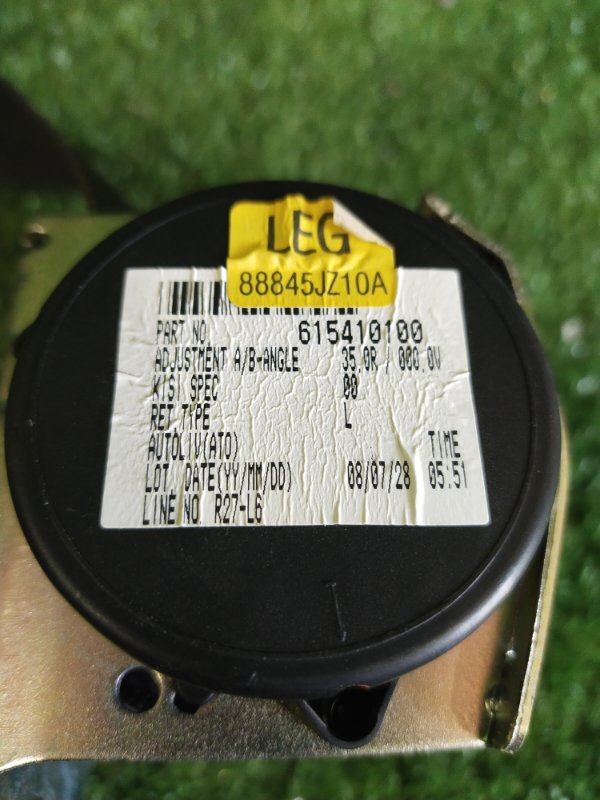 LEG
88845JZ10A
PART NO. 615410100
ADJUSTMENT A/B-ANGLE 35.0R / 000.0V
KISI SPEC 00
RET TYPE L
AUTOLIV(ATO) TIME
LOT. DATE(YY/MM/DD) 08/07/28 05:51
LINE NO. R27-L6